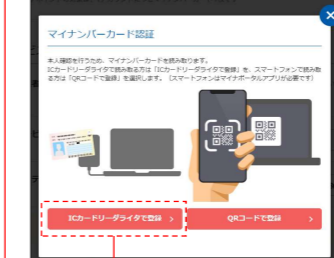 マイナンバーカード認証
本人確認を行うため、マイナンバーカードを読み取ります。
ICカードリーダライタで読み取る方は「ICカードリーダライタで登録」を、スマートフォンで読み取
る方は「QRコードで登録」を選択します。（スマートフォンはマイナポータルアプリが必要です）
ICカードリーダライタで登録
QRコードで登録